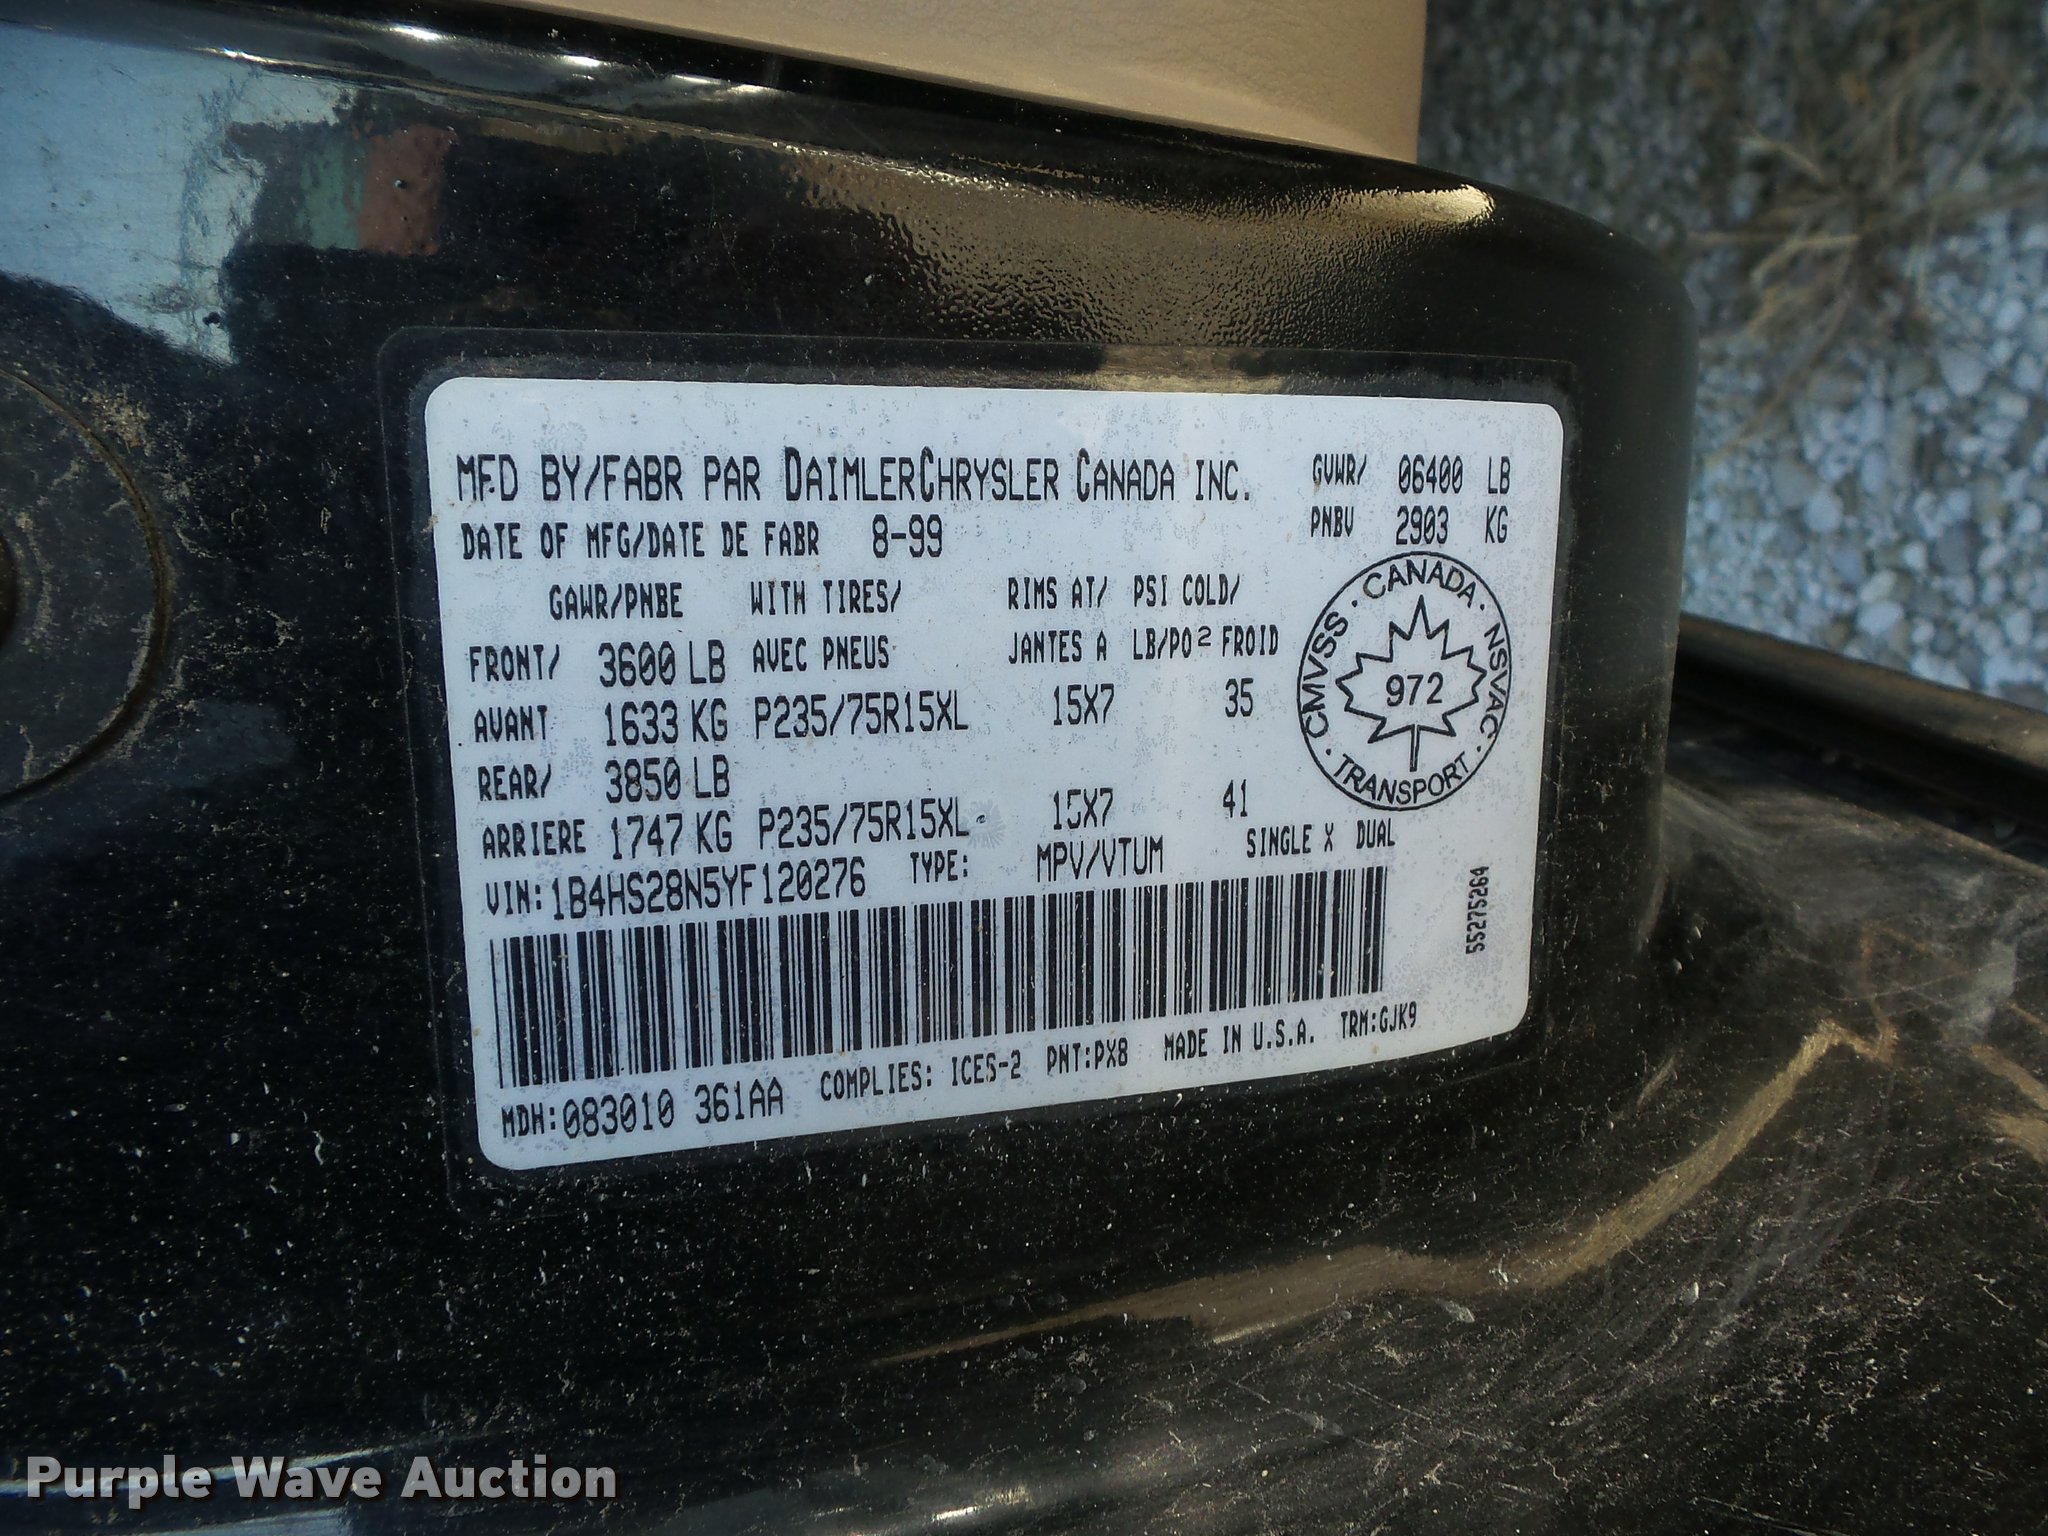 MFD BY/FABR PAR DAIMLERCHRYSLER CANADA INC. GVWR/ 06400 LB
DATE OF MFG/DATE DE FABR 8-99 PNBV 2903 KG
GAWR/PNBE WITH TIRES/ RIMS AT/ PSI COLD/
FRONT/ 3600 LB AVEC PNEUS JANTES A LB/PO² FROID
AVANT 1633 KG P235/75R15XL 15X7 35
REAR/ 3850 LB
ARRIERE 1747 KG P235/75R15XL 15X7 41
VIN:1B4HS28N5YF120276 TYPE: MPV/VTUM SINGLE X DUAL
CANADA · NSVAC · TRANSPORT · CMVSS ·
972
55275264
MDH:083010 361AA COMPLIES: ICES-2 PNT:PX8 MADE IN U.S.A. TRM:GJK9
Purple Wave Auction